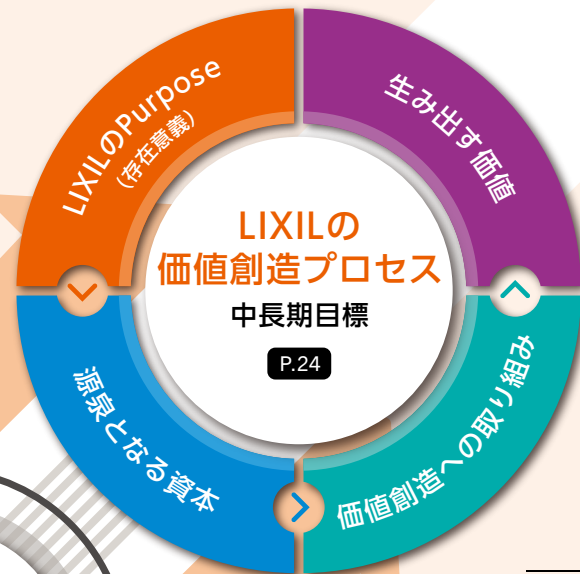 LIXILのPurpose
(存在意義)
生み出す価値
LIXILの
価値創造プロセス
中長期目標
P.24
源泉となる資本
価値創造への取り組み